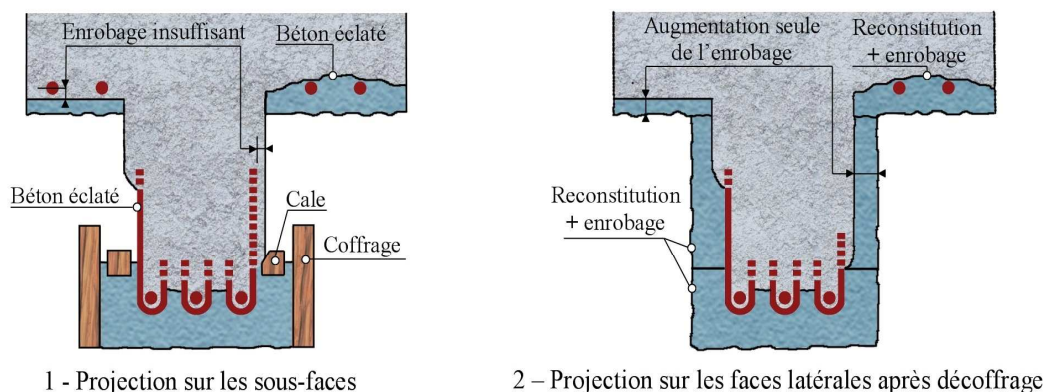 Enrobage insuffisant
Béton éclaté
Béton éclaté
Cale
Coffrage
1 - Projection sur les sous-faces
Augmentation seule
de l'enrobage
Reconstitution
+ enrobage
Reconstitution
+ enrobage
2 – Projection sur les faces latérales après décoffrage